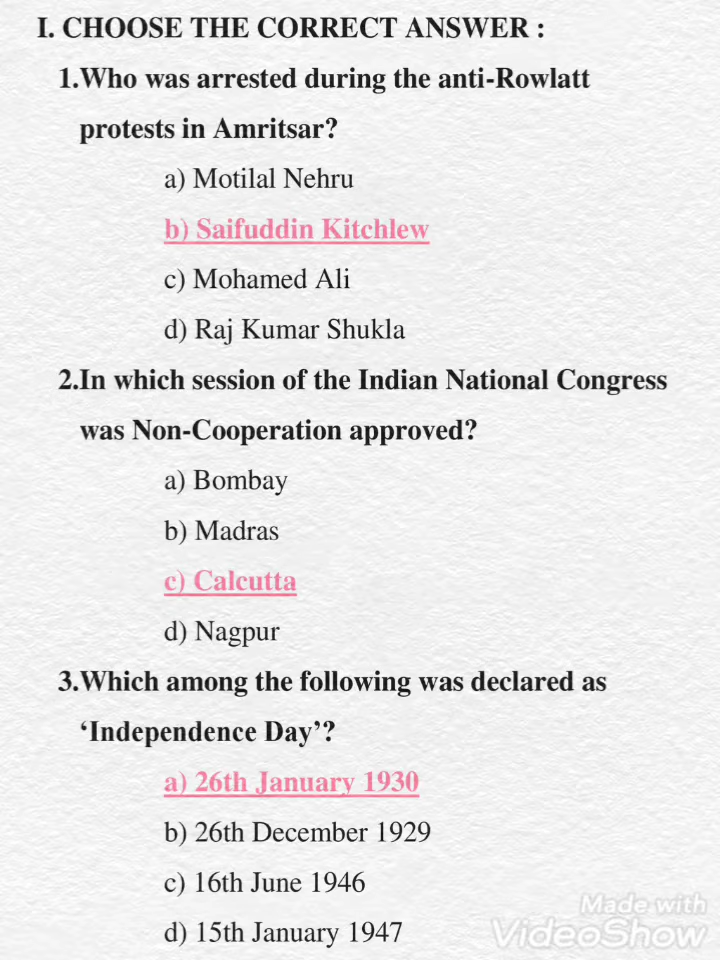 I. CHOOSE THE CORRECT ANSWER :
1.Who was arrested during the anti-Rowlatt
protests in Amritsar?
a) Motilal Nehru
b) Saifuddin Kitchlew
c) Mohamed Ali
d) Raj Kumar Shukla
2.In which session of the Indian National Congress
was Non-Cooperation approved?
a) Bombay
b) Madras
c) Calcutta
d) Nagpur
3.Which among the following was declared as
‘Independence Day’?
a) 26th January 1930
b) 26th December 1929
c) 16th June 1946
d) 15th January 1947
Made with
VideoShow